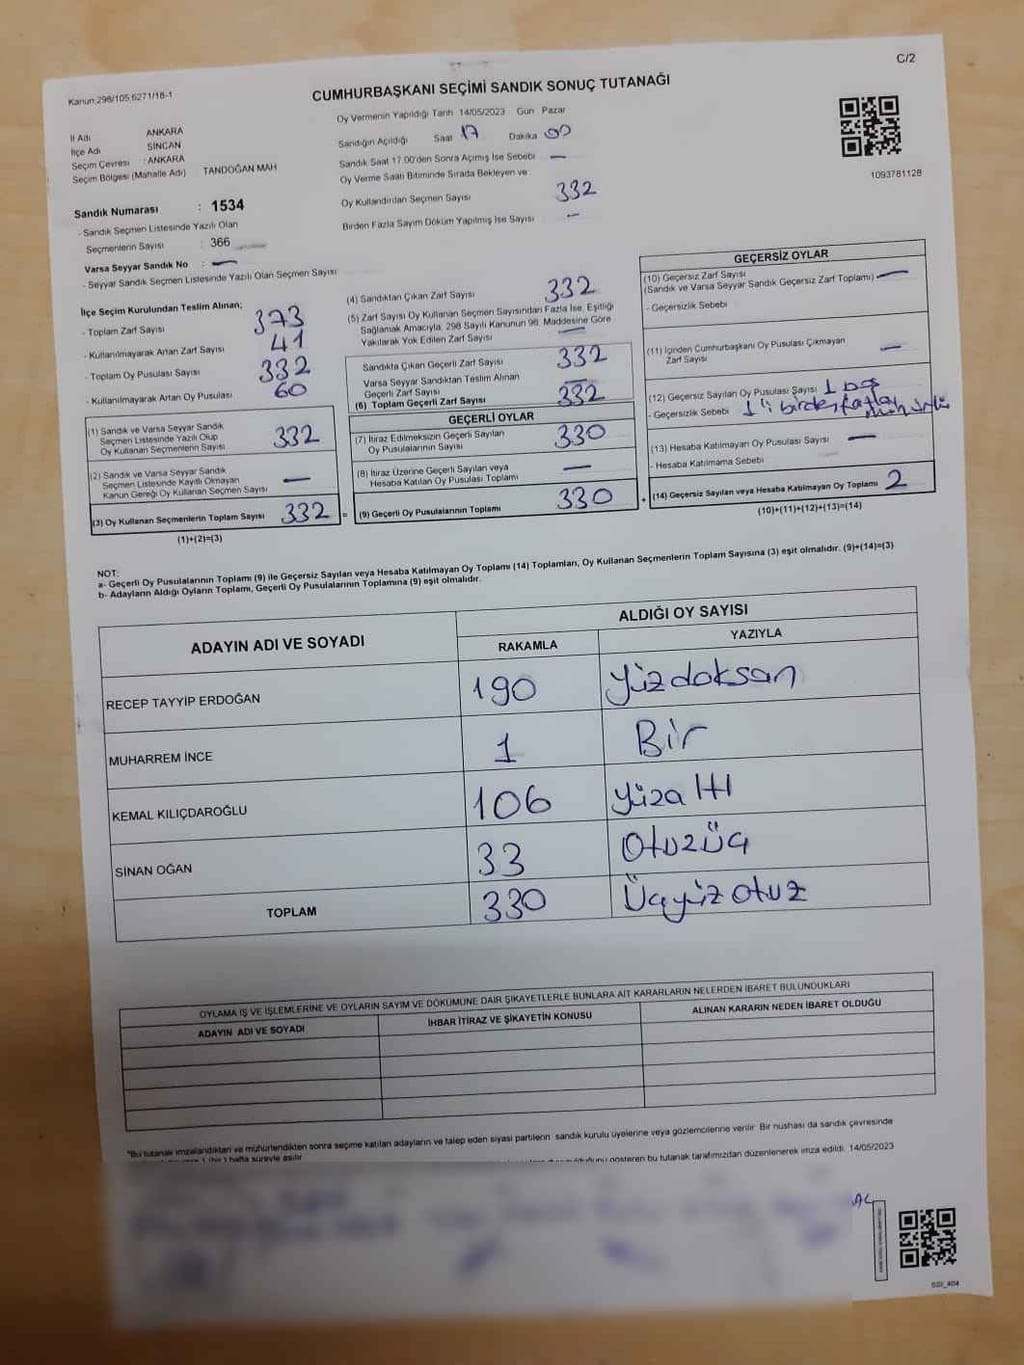 C/2
Kanun:298/105,6271/18-1
CUMHURBAŞKANI SEÇİMİ SANDIK SONUÇ TUTANAĞI
İl Adı ANKARA
İlçe Adı SİNCAN
Seçim Çevresi : ANKARA
Seçim Bölgesi (Mahalle Adı) TANDOĞAN MAH
Sandık Numarası : 1534
- Sandık Seçmen Listesinde Yazılı Olan
Seçmenlerin Sayısı : 366
Varsa Seyyar Sandık No : —
- Seyyar Sandık Seçmen Listesinde Yazılı Olan Seçmen Sayısı
Oy Vermenin Yapıldığı Tarih 14/05/2023 Gün Pazar
Sandığın Açıldığı Saat 17 Dakika 00
Sandık Saat 17.00'den Sonra Açımış İse Sebebi —
Oy Verme Saati Bitiminde Sırada Bekleyen ve
Oy Kullandırılan Seçmen Sayısı 332
Birden Fazla Sayım Döküm Yapılmış İse Sayısı —
1093781128
İlçe Seçim Kurulundan Teslim Alınan;
- Toplam Zarf Sayısı 373
- Kullanılmayarak Artan Zarf Sayısı 41
- Toplam Oy Pusulası Sayısı 332
- Kullanılmayarak Artan Oy Pusulası 60
(1) Sandık ve Varsa Seyyar Sandık
Seçmen Listesinde Yazılı Olup
Oy Kullanan Seçmenlerin Sayısı 332
(2) Sandık ve Varsa Seyyar Sandık
Seçmen Listesinde Kayıtlı Olmayan
Kanun Gereği Oy Kullanan Seçmen Sayısı —
(3) Oy Kullanan Seçmenlerin Toplam Sayısı 332 =
(1)+(2)=(3)
(4) Sandıktan Çıkan Zarf Sayısı 332
(5) Zarf Sayısı Oy Kullanan Seçmen Sayısından Fazla İse, Eşitliği
Sağlamak Amacıyla, 298 Sayılı Kanunun 98. Maddesine Göre
Yakılarak Yok Edilen Zarf Sayısı —
Sandıkta Çıkan Geçerli Zarf Sayısı 332
Varsa Seyyar Sandıktan Teslim Alınan
Geçerli Zarf Sayısı —
(6) Toplam Geçerli Zarf Sayısı 332
GEÇERLİ OYLAR
(7) İtiraz Edilmeksizin Geçerli Sayılan
Oy Pusulalarının Sayısı 330
(8) İtiraz Üzerine Geçerli Sayılan veya
Hesaba Katılan Oy Pusulası Toplamı —
(9) Geçerli Oy Pusulalarının Toplamı 330 +
GEÇERSİZ OYLAR
(10) Geçersiz Zarf Sayısı
(Sandık ve Varsa Seyyar Sandık Geçersiz Zarf Toplamı) —
- Geçersizlik Sebebi
(11) İçinden Cumhurbaşkanı Oy Pusulası Çıkmayan
Zarf Sayısı —
(12) Geçersiz Sayılan Oy Pusulası Sayısı 1 boş
- Geçersizlik Sebebi 1'i birden fazla mühürlü
(13) Hesaba Katılmayan Oy Pusulası Sayısı —
- Hesaba Katılmama Sebebi
(14) Geçersiz Sayılan veya Hesaba Katılmayan Oy Toplamı 2
(10)+(11)+(12)+(13)=(14)
NOT:
a- Geçerli Oy Pusulalarının Toplamı (9) ile Geçersiz Sayılan veya Hesaba Katılmayan Oy Toplamı (14) Toplamları, Oy Kullanan Seçmenlerin Toplam Sayısına (3) eşit olmalıdır. (9)+(14)=(3)
b- Adayların Aldığı Oyların Toplamı, Geçerli Oy Pusulalarının Toplamına (9) eşit olmalıdır.
ADAYIN ADI VE SOYADI ALDIĞI OY SAYISI
RAKAMLA YAZIYLA
RECEP TAYYİP ERDOĞAN 190 Yüzdoksan
MUHARREM İNCE 1 Bir
KEMAL KILIÇDAROĞLU 106 Yüzaltı
SİNAN OĞAN 33 Otuzüç
TOPLAM 330 Üçyüzotuz
OYLAMA İŞ VE İŞLEMLERİNE VE OYLARIN SAYIM VE DÖKÜMÜNE DAİR ŞİKAYETLERLE BUNLARA AİT KARARLARIN NELERDEN İBARET BULUNDUKLARI
ADAYIN ADI VE SOYADI İHBAR İTİRAZ VE ŞİKAYETİN KONUSU ALINAN KARARIN NEDEN İBARET OLDUĞU
*Bu tutanak imzalandıktan ve mühürlendikten sonra seçime katılan adayların ve talep eden siyasi partilerin sandık kurulu üyelerine veya gözlemcilerine verilir. Bir nüshası da sandık çevresinde
1 (bir) hafta süreyle asılır. gösteren bu tutanak tarafımızdan düzenlenerek imza edildi. 14/05/2023